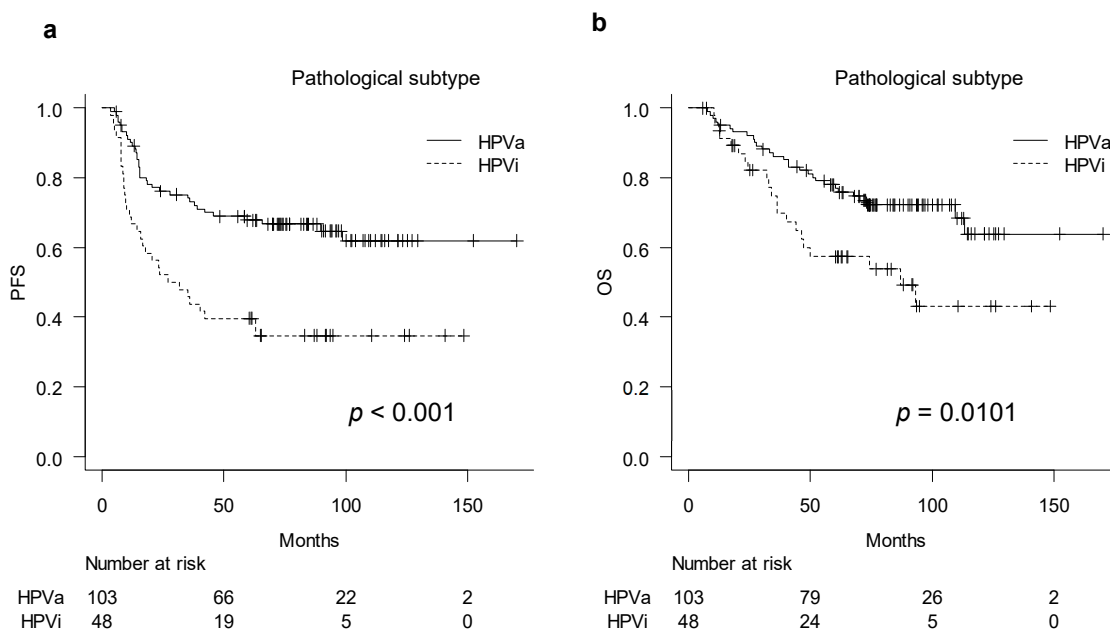 a
Pathological subtype
1.0
0.8
0.6
0.4
0.2
0.0
PFS
HPVa
HPVi
p < 0.001
0 50 100 150
Months
Number at risk
HPVa 103 66 22 2
HPVi 48 19 5 0
b
Pathological subtype
1.0
0.8
0.6
0.4
0.2
0.0
OS
HPVa
HPVi
p = 0.0101
0 50 100 150
Months
Number at risk
HPVa 103 79 26 2
HPVi 48 24 5 0